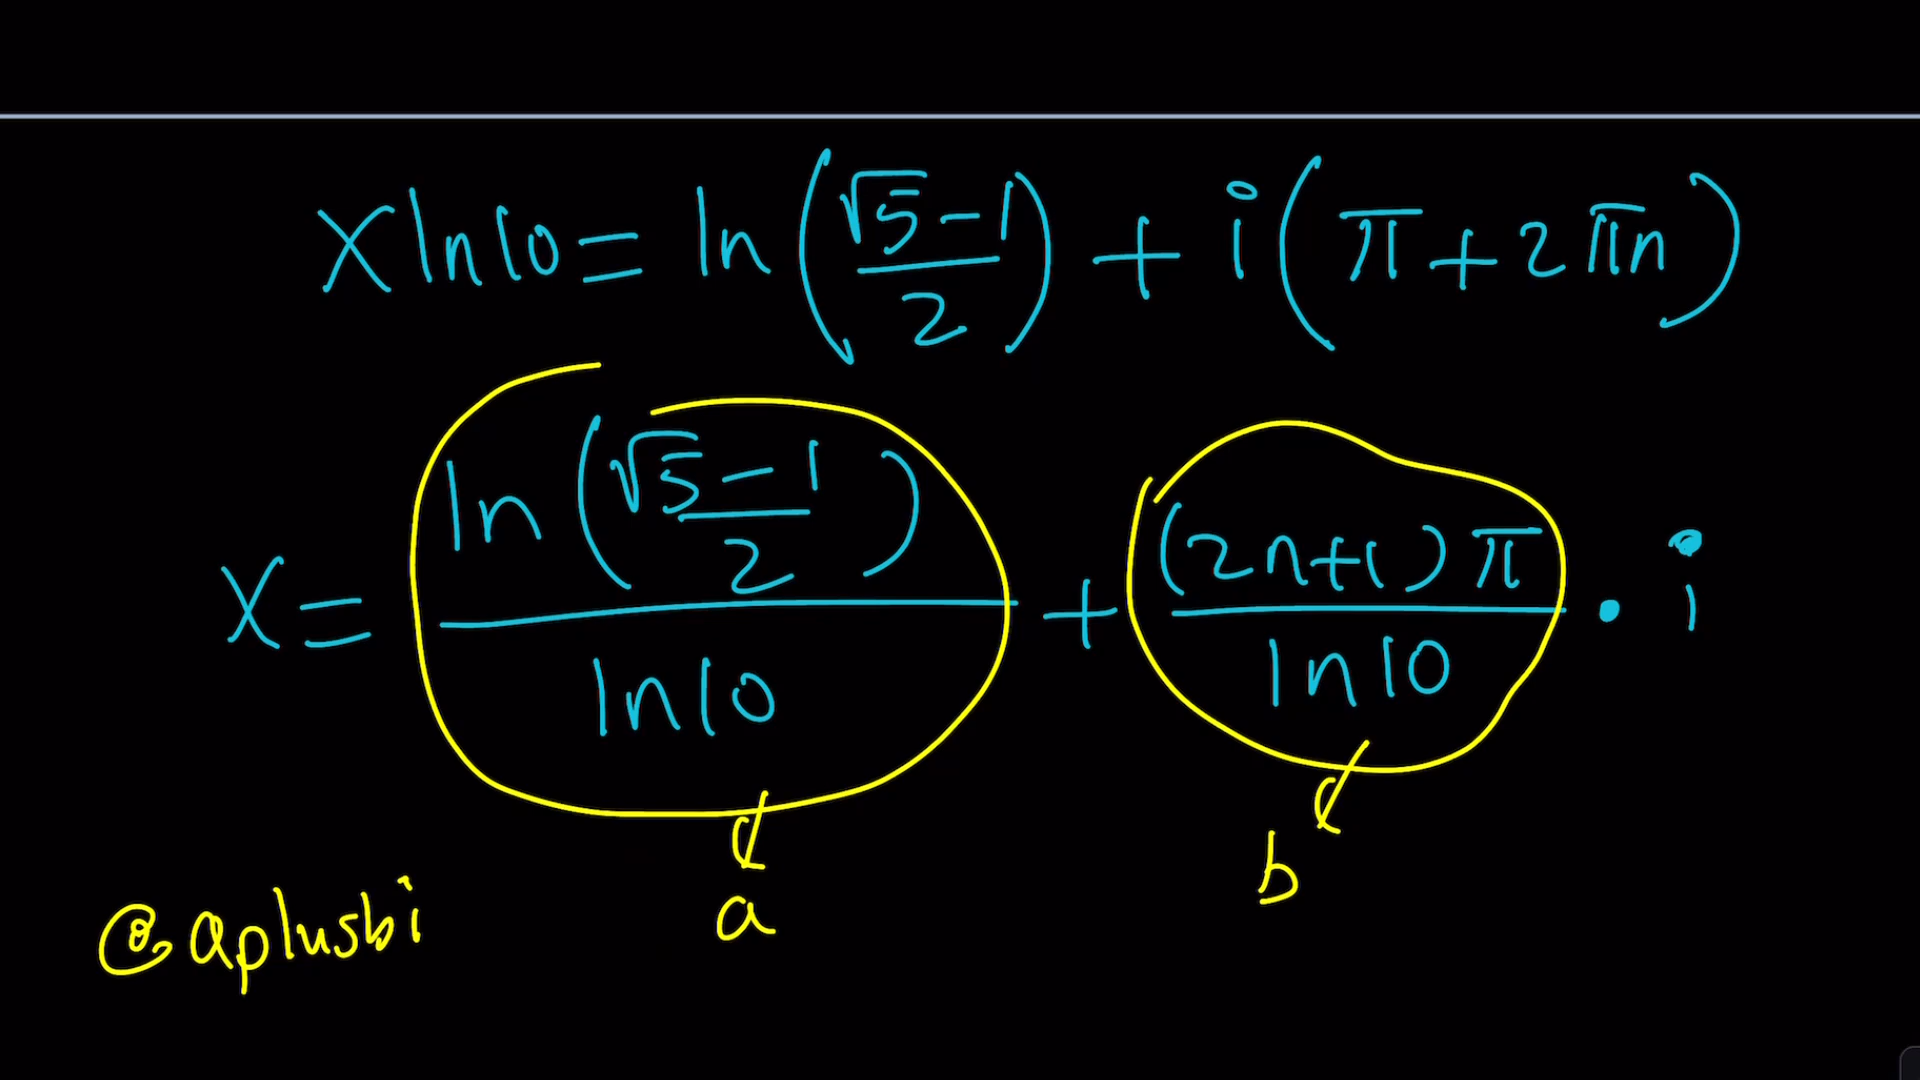 x ln10 = ln((√5-1)/2) + i(π+2πn)
x = ln((√5-1)/2)/ln10 + (2n+1)π/ln10 · i
a b
@aplusbi